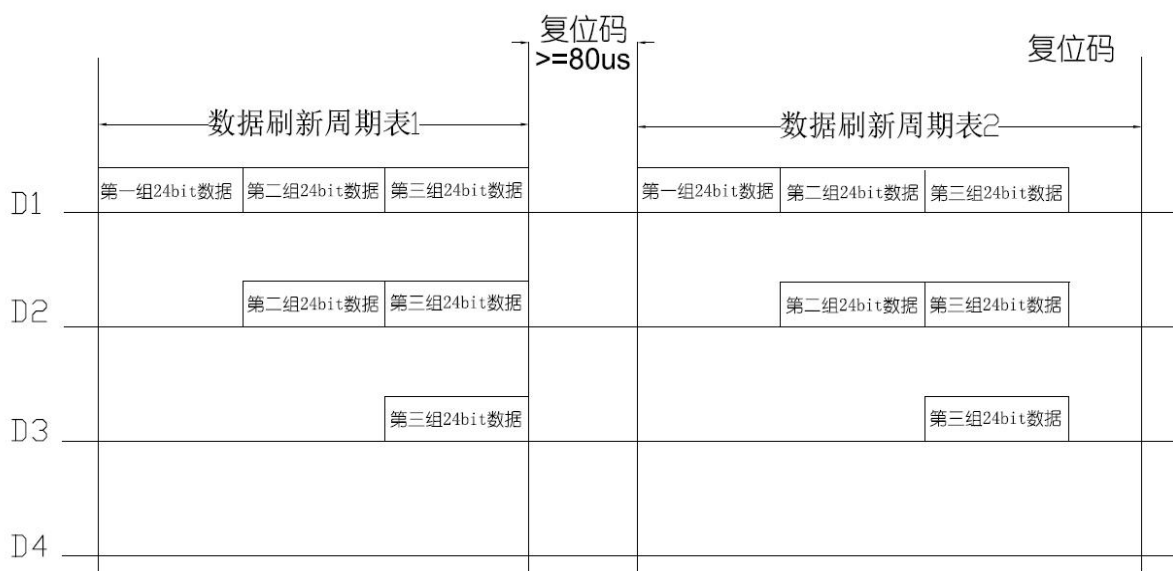 复位码
>=80us
复位码
数据刷新周期表1
数据刷新周期表2
D1
第一组24bit数据
第二组24bit数据
第三组24bit数据
第一组24bit数据
第二组24bit数据
第三组24bit数据
D2
第二组24bit数据
第三组24bit数据
第二组24bit数据
第三组24bit数据
D3
第三组24bit数据
第三组24bit数据
D4